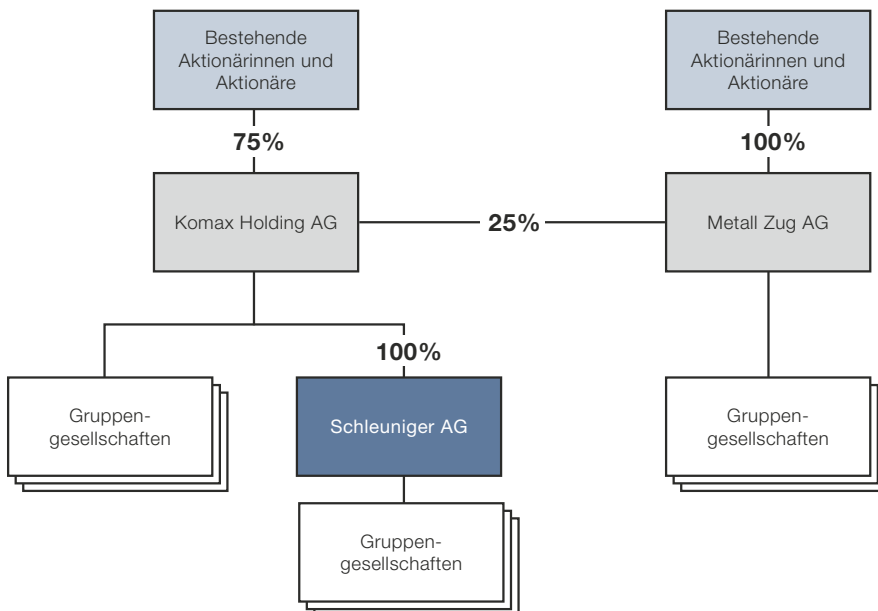 Bestehende
Aktionärinnen und
Aktionäre
Bestehende
Aktionärinnen und
Aktionäre
75%
100%
Komax Holding AG
25%
Metall Zug AG
100%
Gruppen-
gesellschaften
Schleuniger AG
Gruppen-
gesellschaften
Gruppen-
gesellschaften